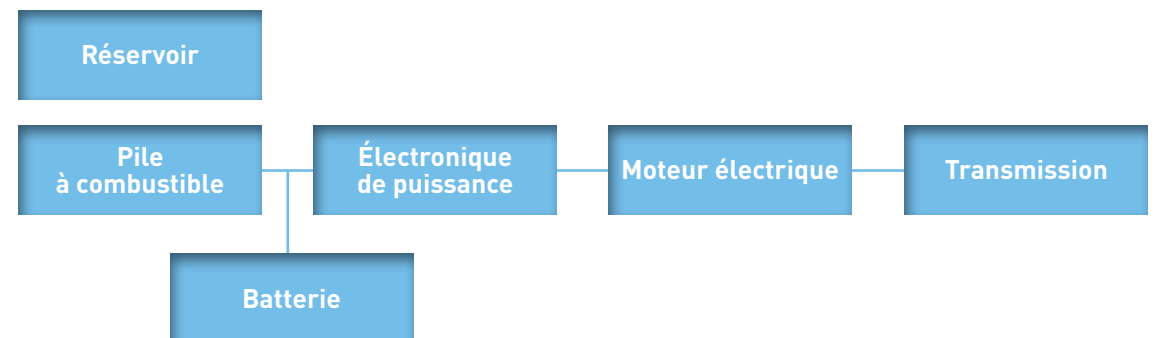 Réservoir
Pile
à combustible
Électronique
de puissance
Moteur électrique
Transmission
Batterie